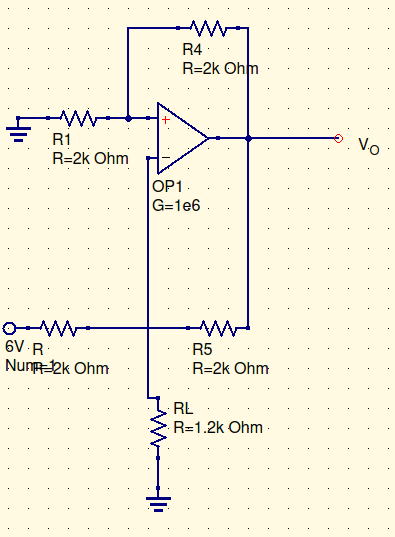 R4
R=2k Ohm
+
R1
R=2k Ohm
−
V_O
OP1
G=1e6
6V
R
R5
Num=1
R=2k Ohm
R=2k Ohm
RL
R=1.2k Ohm